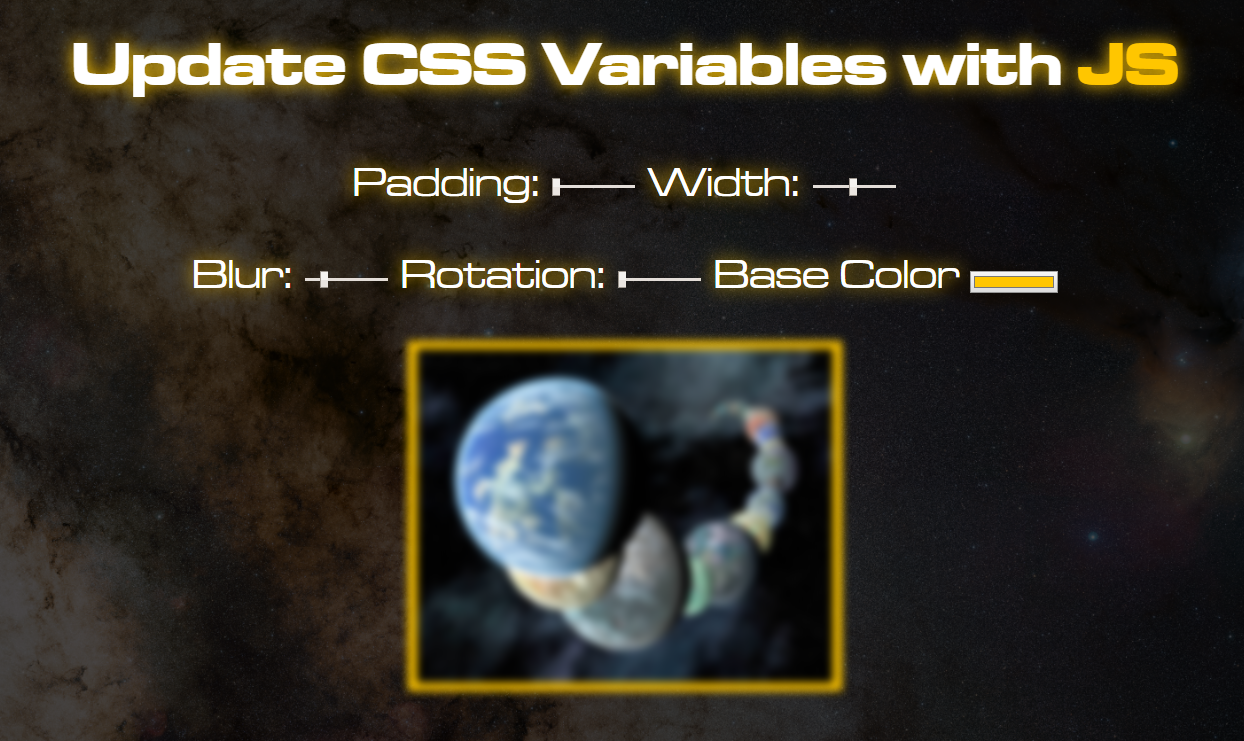 Update CSS Variables with JS
Padding: Width:
Blur: Rotation: Base Color